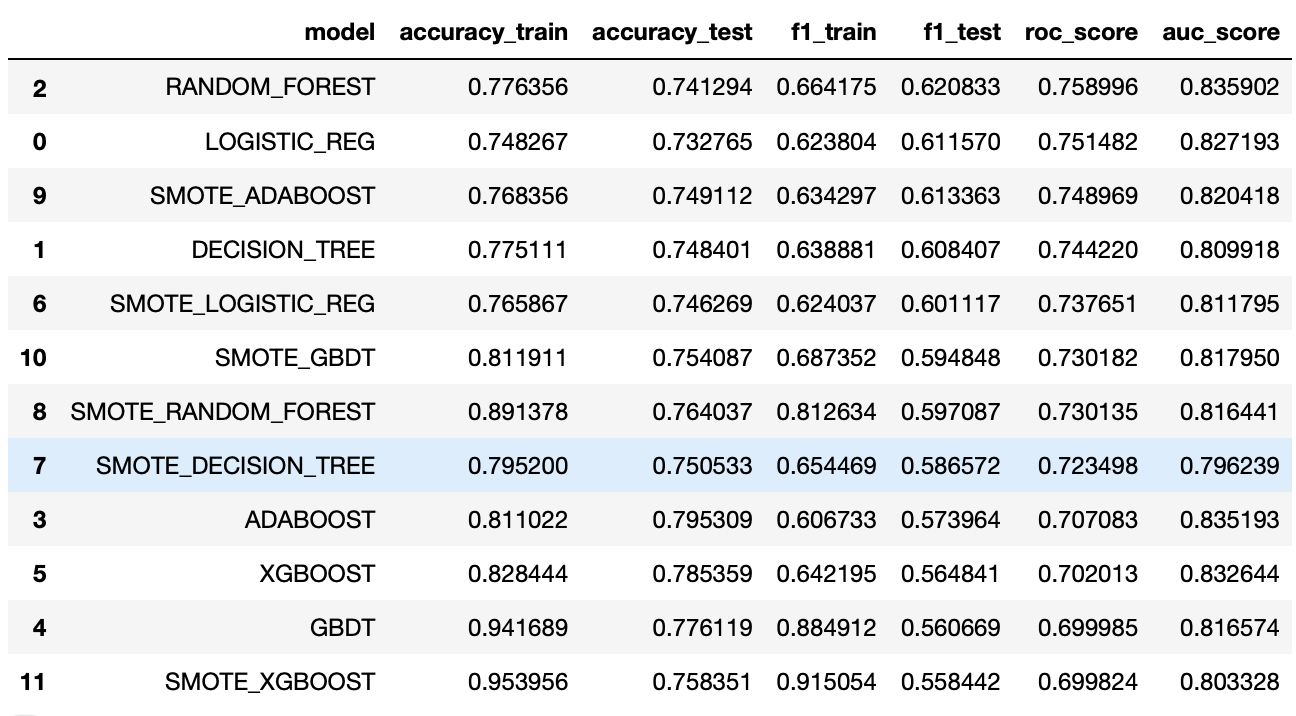 model accuracy_train accuracy_test f1_train f1_test roc_score auc_score
2 RANDOM_FOREST 0.776356 0.741294 0.664175 0.620833 0.758996 0.835902
0 LOGISTIC_REG 0.748267 0.732765 0.623804 0.611570 0.751482 0.827193
9 SMOTE_ADABOOST 0.768356 0.749112 0.634297 0.613363 0.748969 0.820418
1 DECISION_TREE 0.775111 0.748401 0.638881 0.608407 0.744220 0.809918
6 SMOTE_LOGISTIC_REG 0.765867 0.746269 0.624037 0.601117 0.737651 0.811795
10 SMOTE_GBDT 0.811911 0.754087 0.687352 0.594848 0.730182 0.817950
8 SMOTE_RANDOM_FOREST 0.891378 0.764037 0.812634 0.597087 0.730135 0.816441
7 SMOTE_DECISION_TREE 0.795200 0.750533 0.654469 0.586572 0.723498 0.796239
3 ADABOOST 0.811022 0.795309 0.606733 0.573964 0.707083 0.835193
5 XGBOOST 0.828444 0.785359 0.642195 0.564841 0.702013 0.832644
4 GBDT 0.941689 0.776119 0.884912 0.560669 0.699985 0.816574
11 SMOTE_XGBOOST 0.953956 0.758351 0.915054 0.558442 0.699824 0.803328